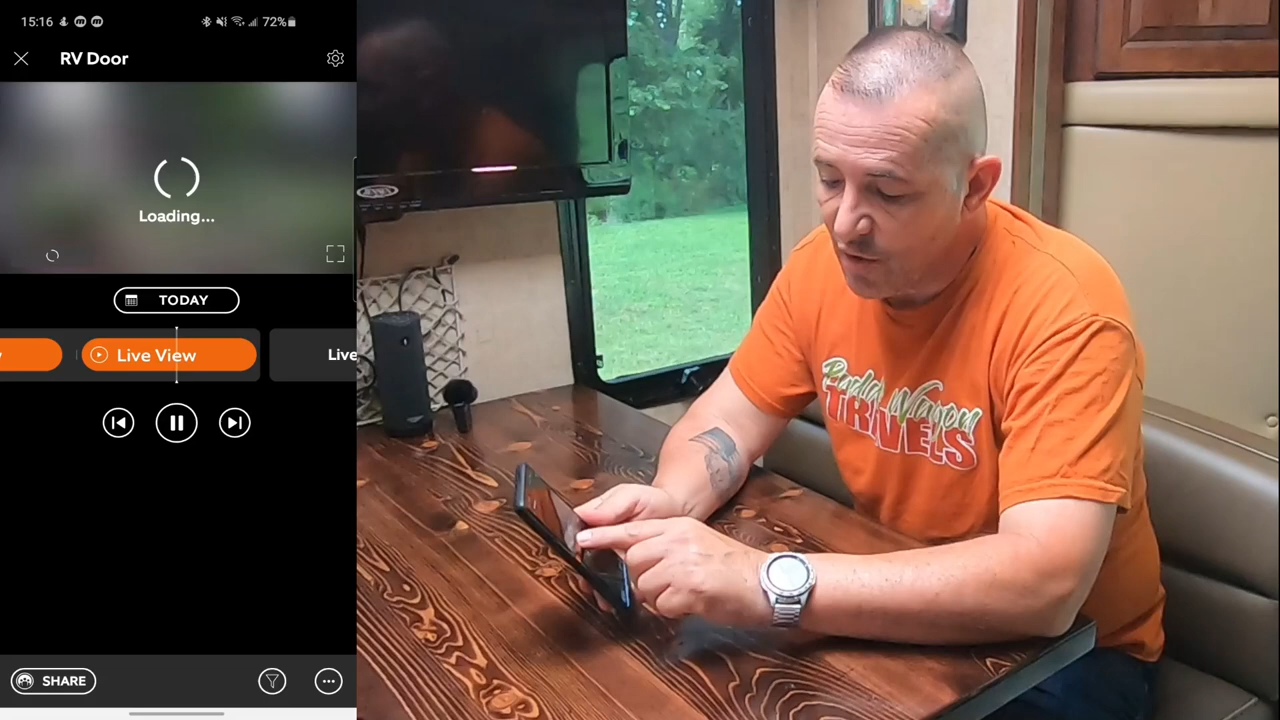 15:16
72%
RV Door
Loading...
TODAY
Live View
Live
SHARE
TRAVELS